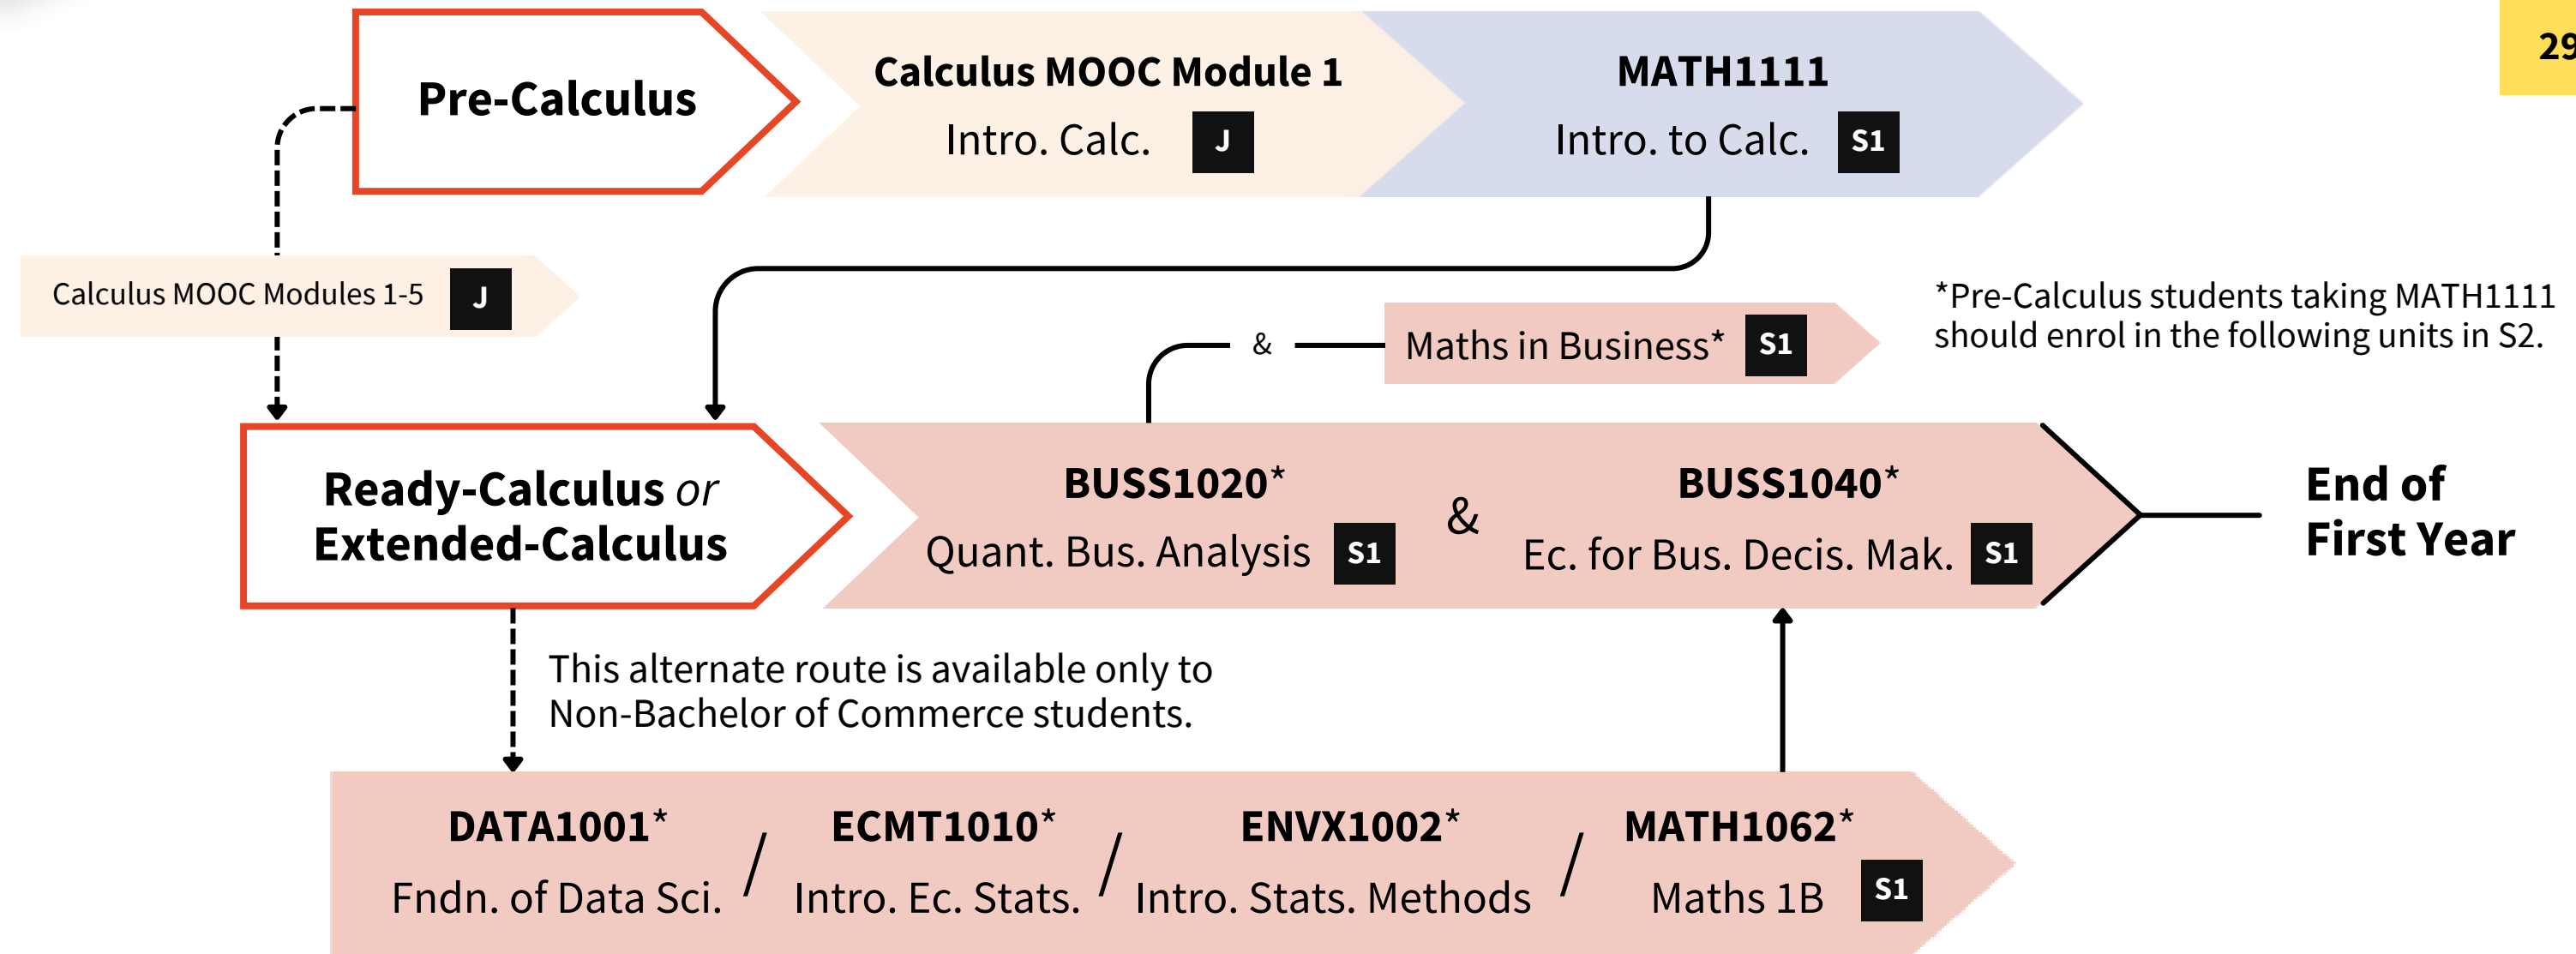 Pre-Calculus
Calculus MOOC Module 1
Intro. Calc. J
MATH1111
Intro. to Calc. S1
29
Calculus MOOC Modules 1-5 J
& Maths in Business* S1
*Pre-Calculus students taking MATH1111
should enrol in the following units in S2.
Ready-Calculus or
Extended-Calculus
BUSS1020*
Quant. Bus. Analysis S1
&
BUSS1040*
Ec. for Bus. Decis. Mak. S1
End of
First Year
This alternate route is available only to
Non-Bachelor of Commerce students.
DATA1001*
Fndn. of Data Sci.
/
ECMT1010*
Intro. Ec. Stats.
/
ENVX1002*
Intro. Stats. Methods
/
MATH1062*
Maths 1B S1